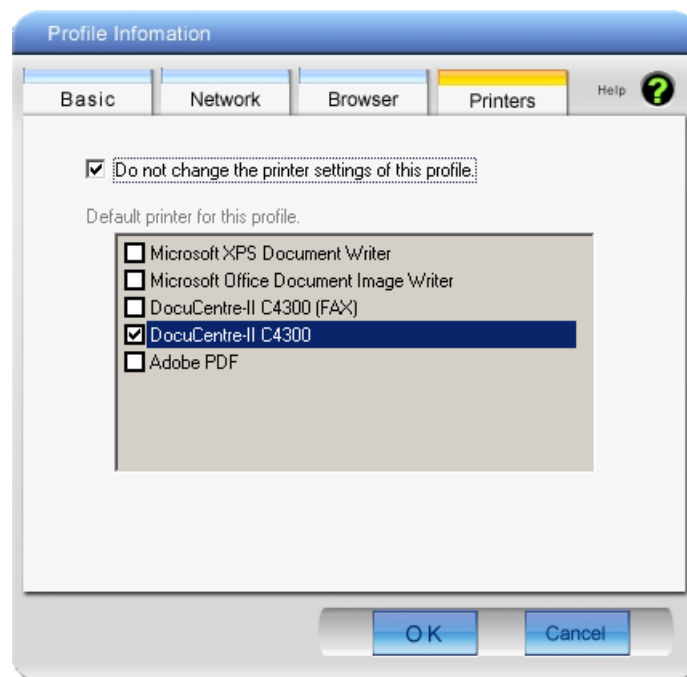 Profile Infomation
Basic Network Browser Printers Help ?
Do not change the printer settings of this profile.
Default printer for this profile.
Microsoft XPS Document Writer
Microsoft Office Document Image Writer
DocuCentre-II C4300 (FAX)
DocuCentre-II C4300
Adobe PDF
OK Cancel